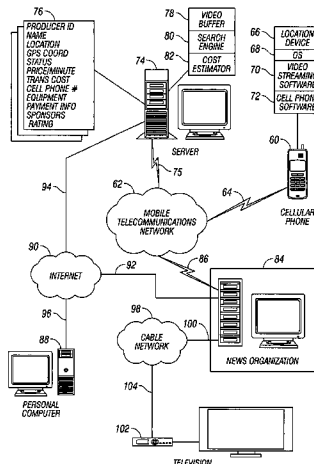 76
PRODUCER ID
NAME
LOCATION
GPS COORD
STATUS
PRICE/MINUTE
TRANS COST
CELL PHONE #
EQUIPMENT
PAYMENT INFO
SPONSORS
RATING
78
VIDEO
BUFFER
80
SEARCH
ENGINE
82
COST
ESTIMATOR
74
SERVER
66
LOCATION
DEVICE
68
OS
70
VIDEO
STREAMING
SOFTWARE
72
CELL PHONE
SOFTWARE
60
CELLULAR
PHONE
75
62
64
MOBILE
TELECOMMUNICATIONS
NETWORK
94
90
INTERNET
92
86
84
NEWS ORGANIZATION
96
88
PERSONAL
COMPUTER
98
CABLE
NETWORK
100
104
102
TELEVISION